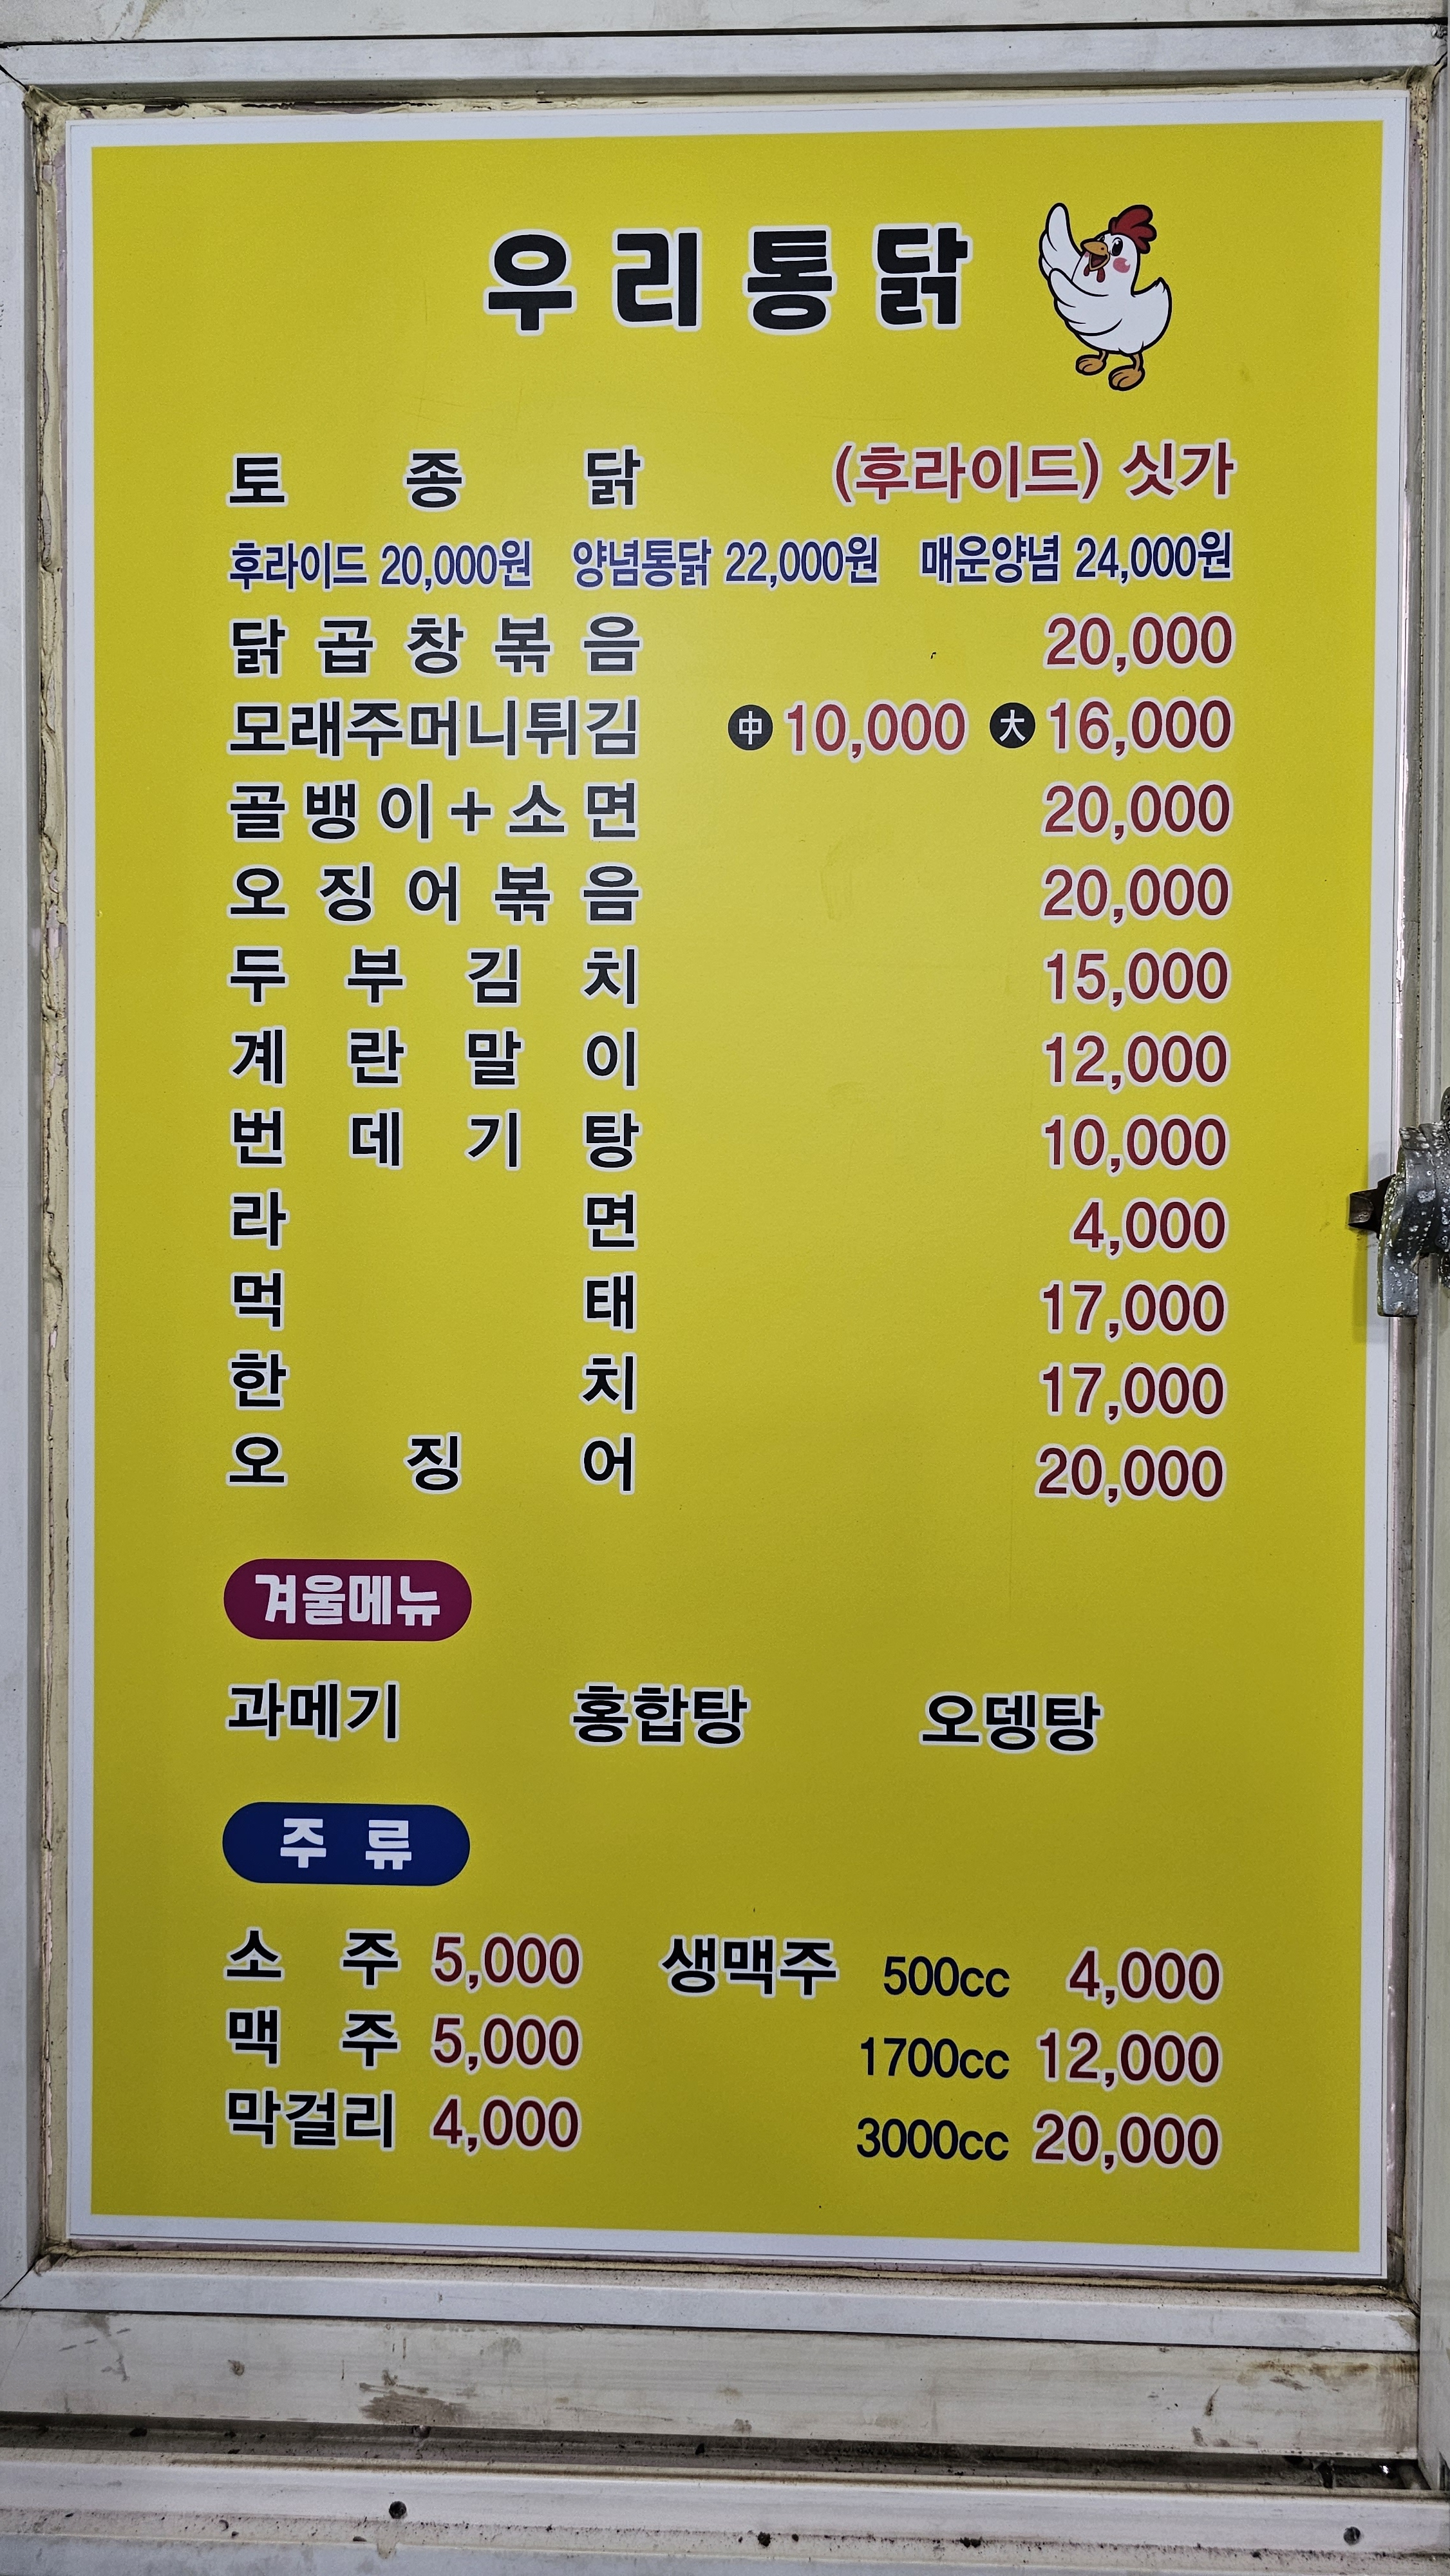 우리통닭
토종닭 (후라이드) 싯가
후라이드 20,000원 양념통닭 22,000원 매운양념 24,000원
닭곱창볶음 20,000
모래주머니튀김 中 10,000 大 16,000
골뱅이+소면 20,000
오징어볶음 20,000
두부김치 15,000
계란말이 12,000
번데기탕 10,000
라면 4,000
먹태 17,000
한치 17,000
오징어 20,000
겨울메뉴
과메기 홍합탕 오뎅탕
주류
소주 5,000 생맥주 500cc 4,000
맥주 5,000 1700cc 12,000
막걸리 4,000 3000cc 20,000